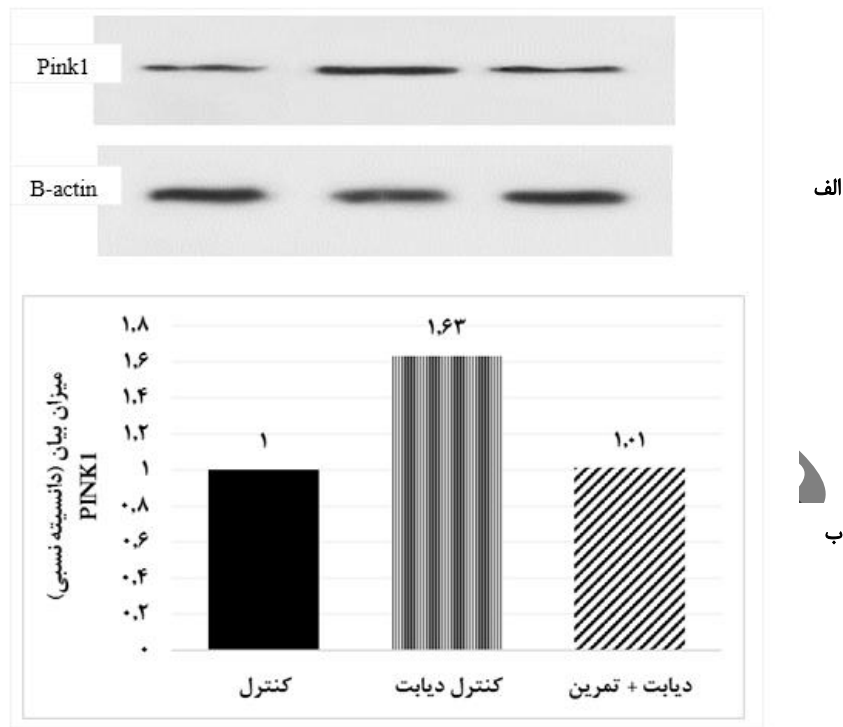 Pink1
B-actin
الف
۱.۸
۱.۶
۱.۴
۱.۲
۱
۰.۸
۰.۶
۰.۴
۰.۲
۰
میزان بیان (دانسیته نسبی)
PINK1
۱
۱.۶۳
۱.۰۱
کنترل
کنترل دیابت
دیابت + تمرین
ب